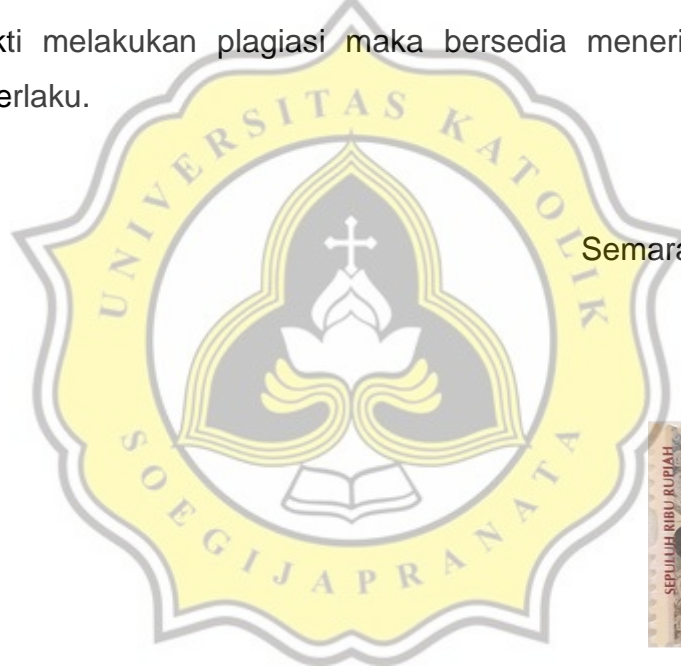 kti melakukan plagiasi maka bersedia meneri
erlaku.
UNIVERSITAS KATOLIK
Semara
SOEGIJAPRANATA
SEPULUH RIBU RUPIAH